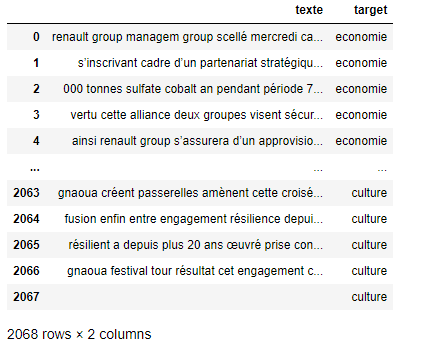 texte target
0 renault group managem group scellé mercredi ca... economie
1 s'inscrivant cadre d'un partenariat stratégiqu... economie
2 000 tonnes sulfate cobalt an pendant période 7... economie
3 vertu cette alliance deux groupes visent sécur... economie
4 ainsi renault group s'assurera d'un approvisio... economie
... ... ...
2063 gnaoua créent passerelles amènent cette croisé... culture
2064 fusion enfin entre engagement résilience depui... culture
2065 résilient a depuis plus 20 ans œuvré prise con... culture
2066 gnaoua festival tour résultat cet engagement c... culture
2067 culture
2068 rows × 2 columns